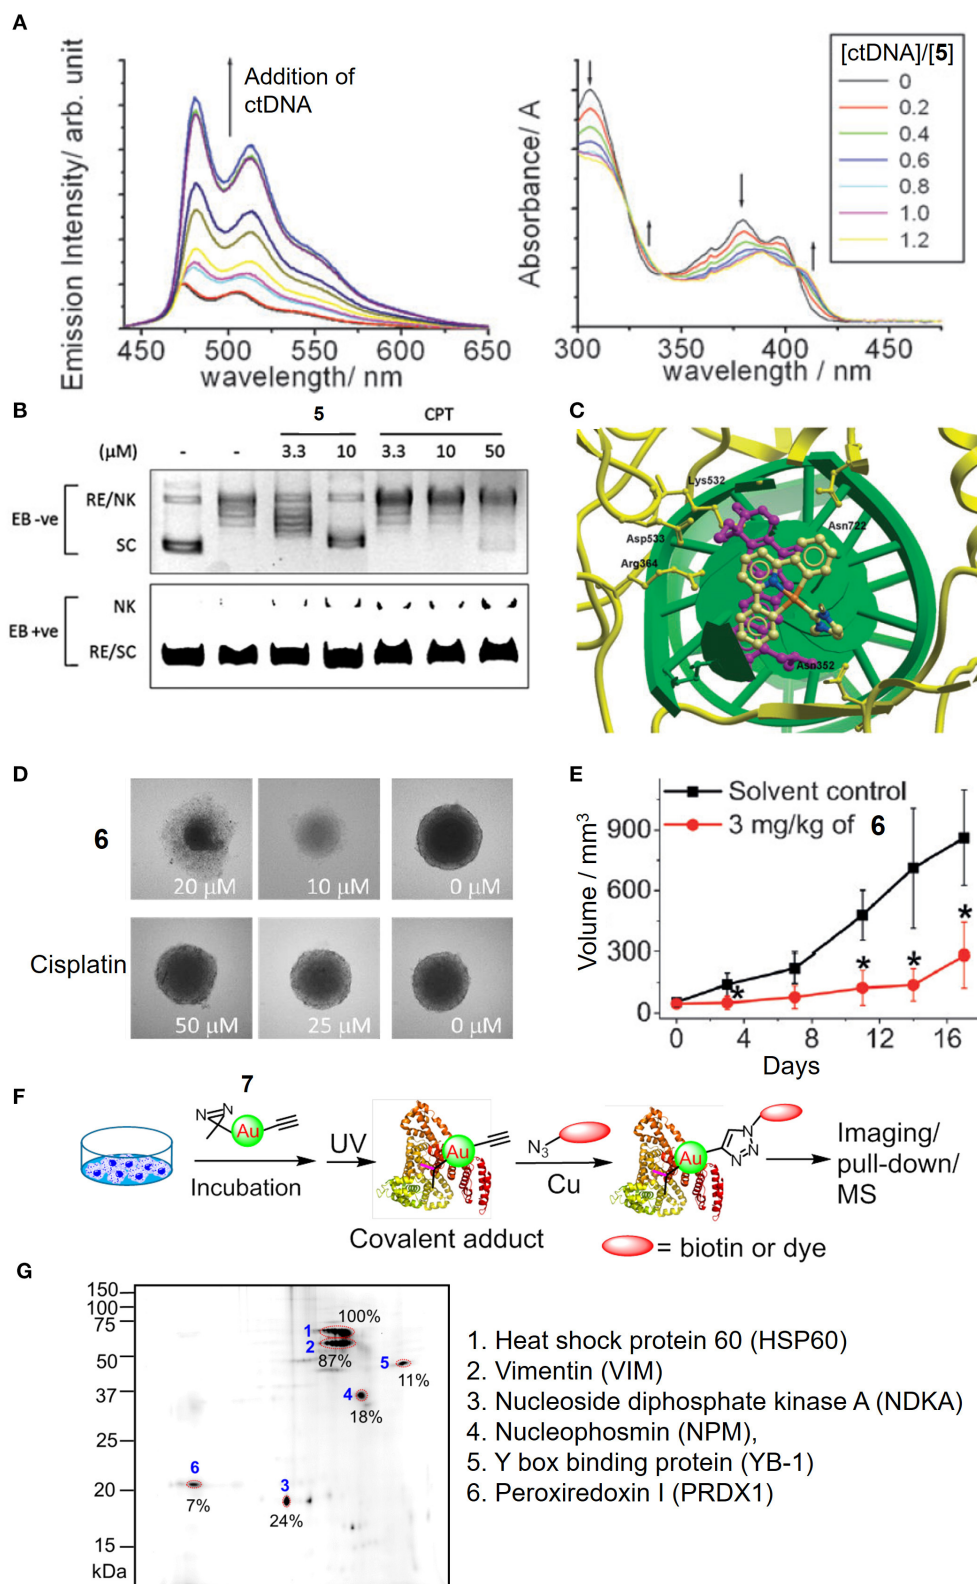 A
Emission Intensity/ arb. unit
Addition of
ctDNA
440 500 550 600 650
wavelength/ nm
Absorbance/ A
300 350 400 450
wavelength / nm
[ctDNA]/[5]
0
0.2
0.4
0.6
0.8
1.0
1.2
B
5 CPT
(μM) - - 3.3 10 3.3 10 50
EB -ve
RE/NK
SC
EB +ve
NK
RE/SC
C
Lys532
Asp533
Arg364
Asn722
Asn352
D
6
20 μM 10 μM 0 μM
Cisplatin
50 μM 25 μM 0 μM
E
Solvent control
3 mg/kg of 6
Volume / mm3
900
600
300
0
* * * *
0 4 8 12 16
Days
F
7
N
N
Au
Incubation
UV
Au
Covalent adduct
N3
Cu
Au
N
N
N
= biotin or dye
Imaging/
pull-down/
MS
G
150
100
75
50
37
25
20
15
kDa
100%
1
2
87%
5
11%
4
18%
6
7%
3
24%
1. Heat shock protein 60 (HSP60)
2. Vimentin (VIM)
3. Nucleoside diphosphate kinase A (NDKA)
4. Nucleophosmin (NPM),
5. Y box binding protein (YB-1)
6. Peroxiredoxin I (PRDX1)